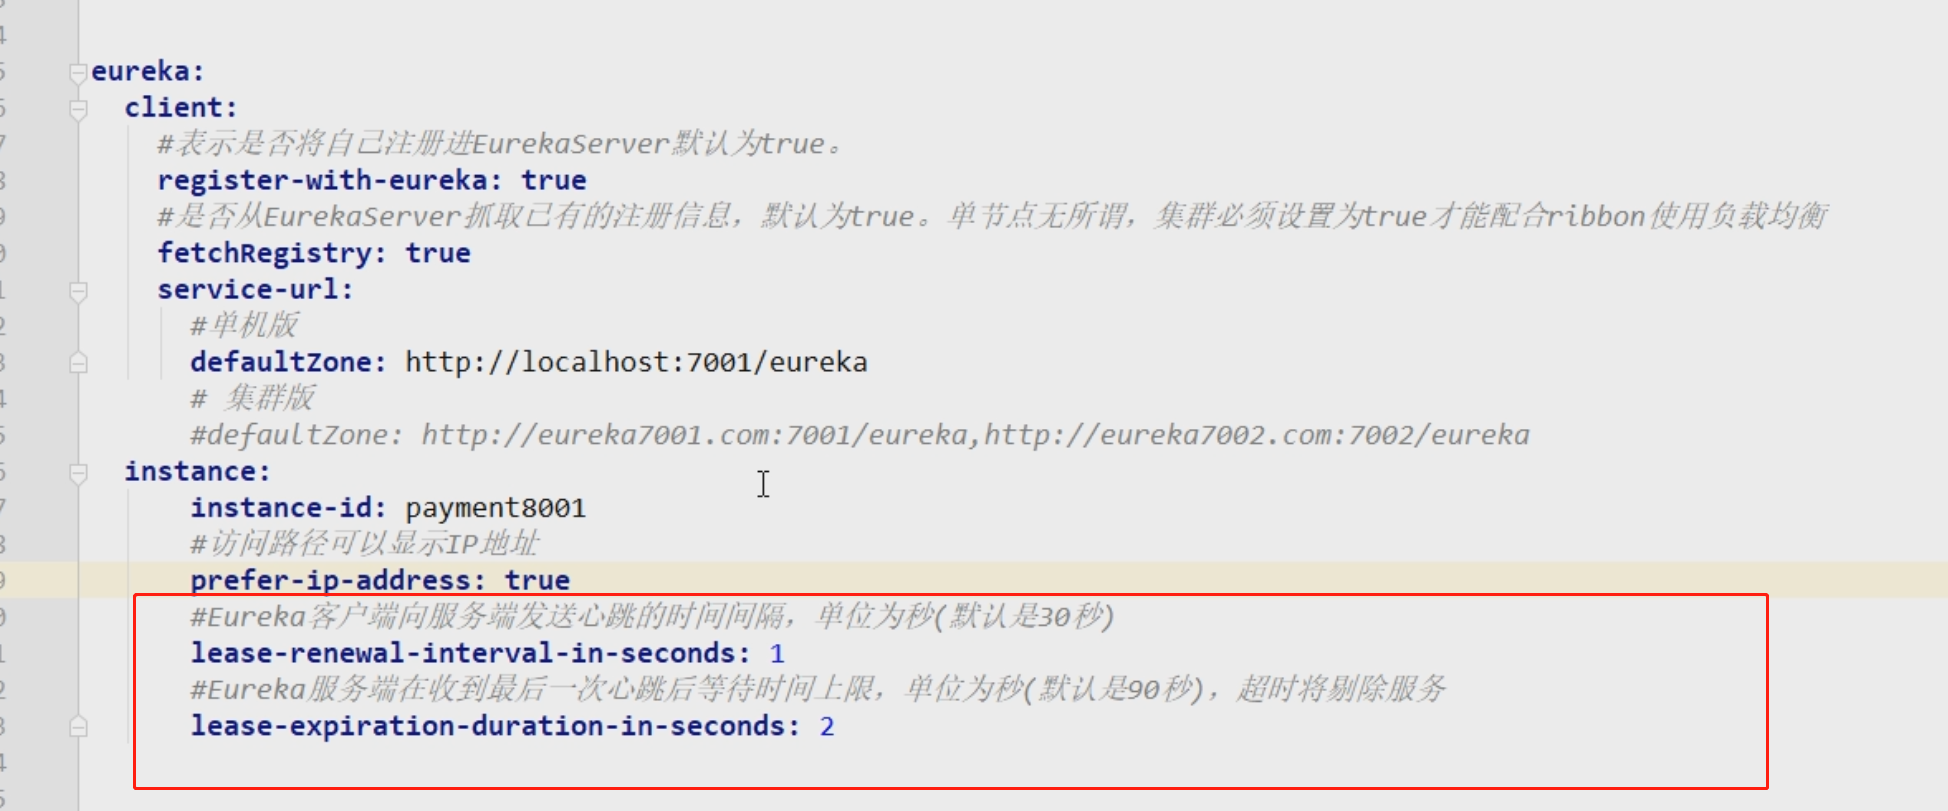 eureka:
client:
#表示是否将自己注册进EurekaServer默认为true。
register-with-eureka: true
#是否从EurekaServer抓取已有的注册信息，默认为true。单节点无所谓，集群必须设置为true才能配合ribbon使用负载均衡
fetchRegistry: true
service-url:
#单机版
defaultZone: http://localhost:7001/eureka
# 集群版
#defaultZone: http://eureka7001.com:7001/eureka,http://eureka7002.com:7002/eureka
instance:
instance-id: payment8001
#访问路径可以显示IP地址
prefer-ip-address: true
#Eureka客户端向服务端发送心跳的时间间隔，单位为秒(默认是30秒)
lease-renewal-interval-in-seconds: 1
#Eureka服务端在收到最后一次心跳后等待时间上限，单位为秒(默认是90秒)，超时将剔除服务
lease-expiration-duration-in-seconds: 2